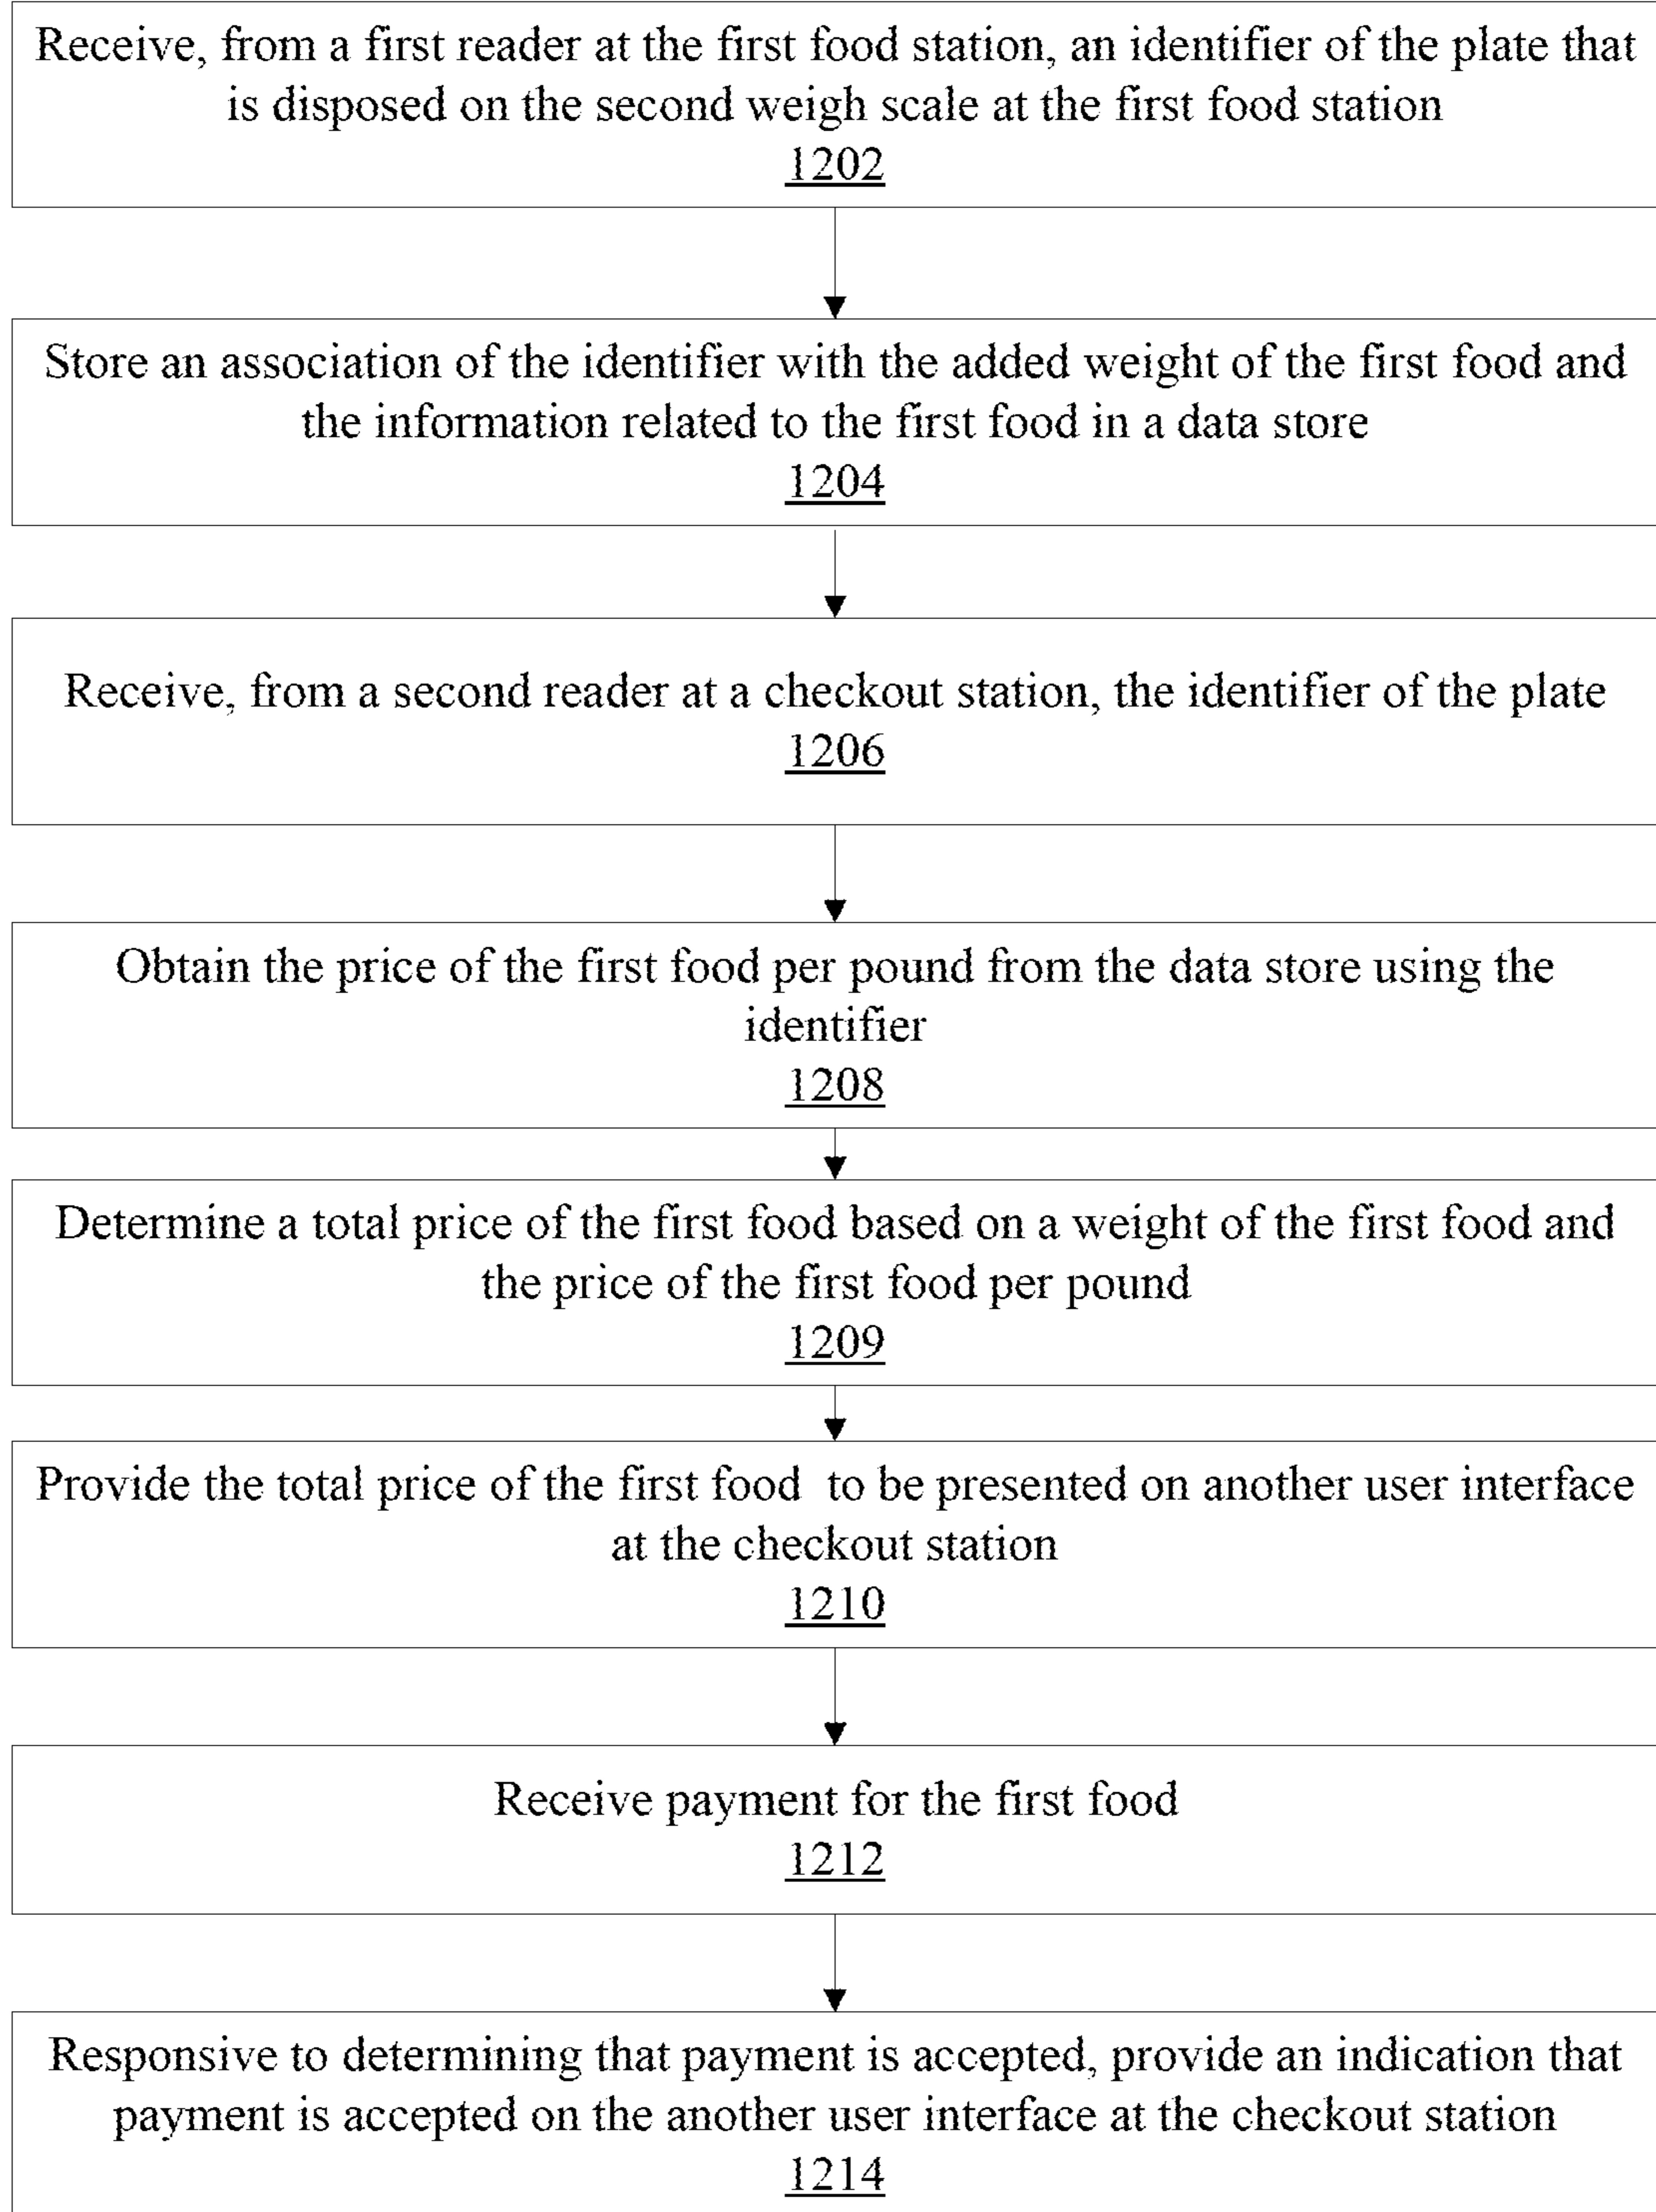 Receive, from a first reader at the first food station, an identifier of the plate that
is disposed on the second weigh scale at the first food station
1202
Store an association of the identifier with the added weight of the first food and
the information related to the first food in a data store
1204
Receive, from a second reader at a checkout station, the identifier of the plate
1206
Obtain the price of the first food per pound from the data store using the
identifier
1208
Determine a total price of the first food based on a weight of the first food and
the price of the first food per pound
1209
Provide the total price of the first food to be presented on another user interface
at the checkout station
1210
Receive payment for the first food
1212
Responsive to determining that payment is accepted, provide an indication that
payment is accepted on the another user interface at the checkout station
1214